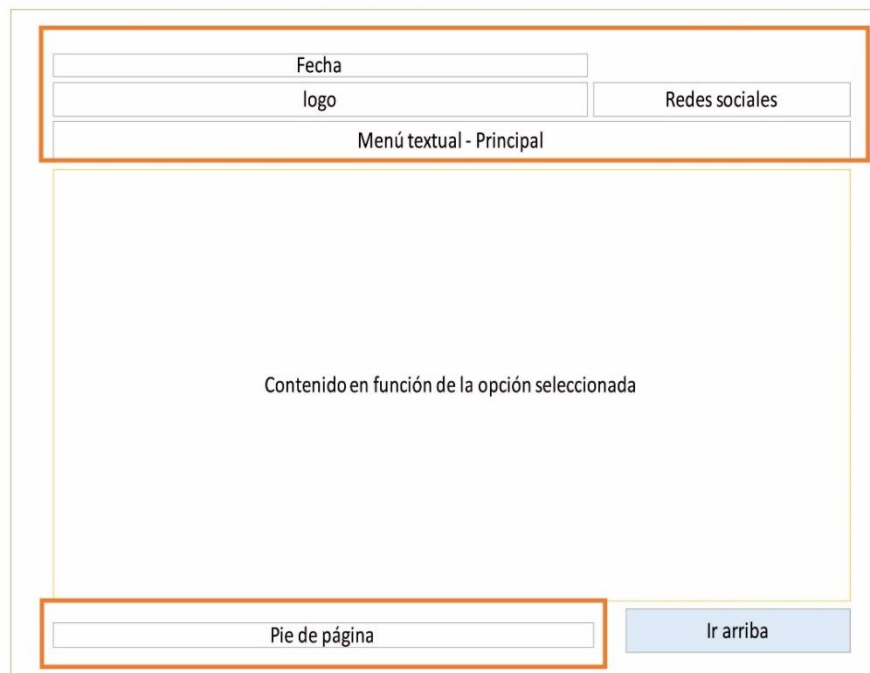 Fecha
logo
Redes sociales
Menú textual - Principal
Contenido en función de la opción seleccionada
Pie de página
Ir arriba